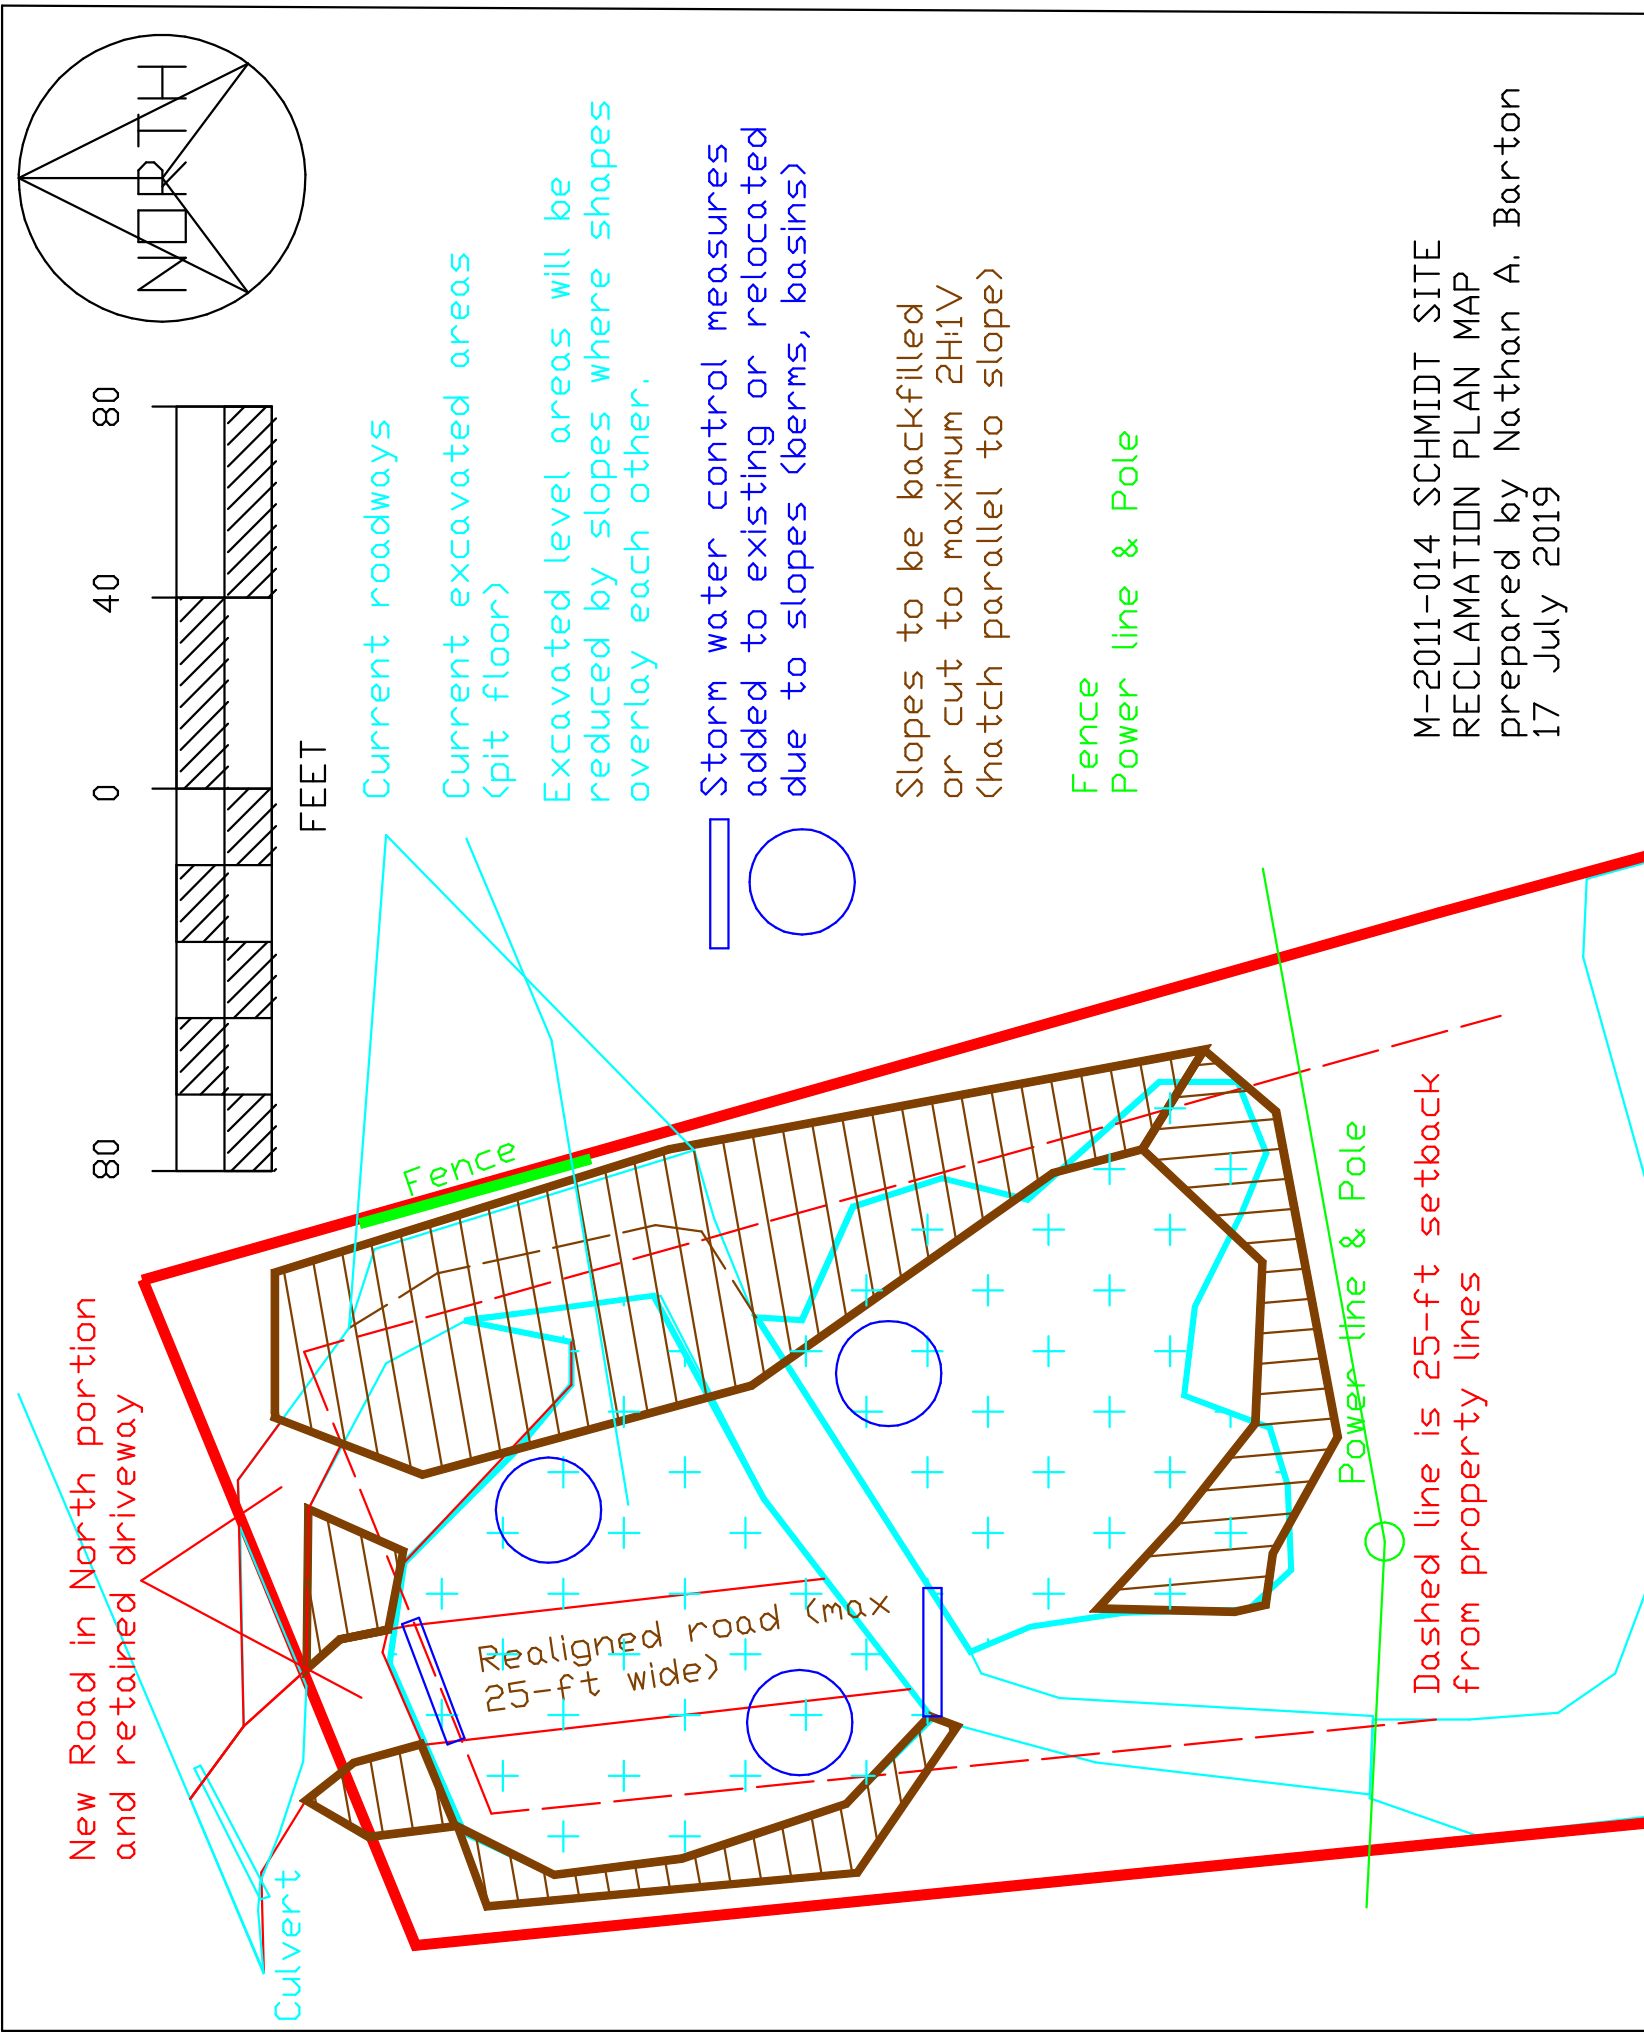 NORTH
80
40
0
80
FEET
Current roadways
Current excavated areas
(pit floor)
Excavated level areas will be
reduced by slopes where shapes
overlay each other.
Storm water control measures
added to existing or relocated
due to slopes (berms, basins)
Slopes to be backfilled
or cut to maximum 2H:1V
(hatch parallel to slope)
Fence
Power line & Pole
M-2011-014 SCHMIDT SITE
RECLAMATION PLAN MAP
prepared by Nathan A. Barton
17 July 2019
New Road in North portion
and retained driveway
Culvert
Fence
Realigned road (max
25-ft wide)
Power line & Pole
Dashed line is 25-ft setback
from property lines